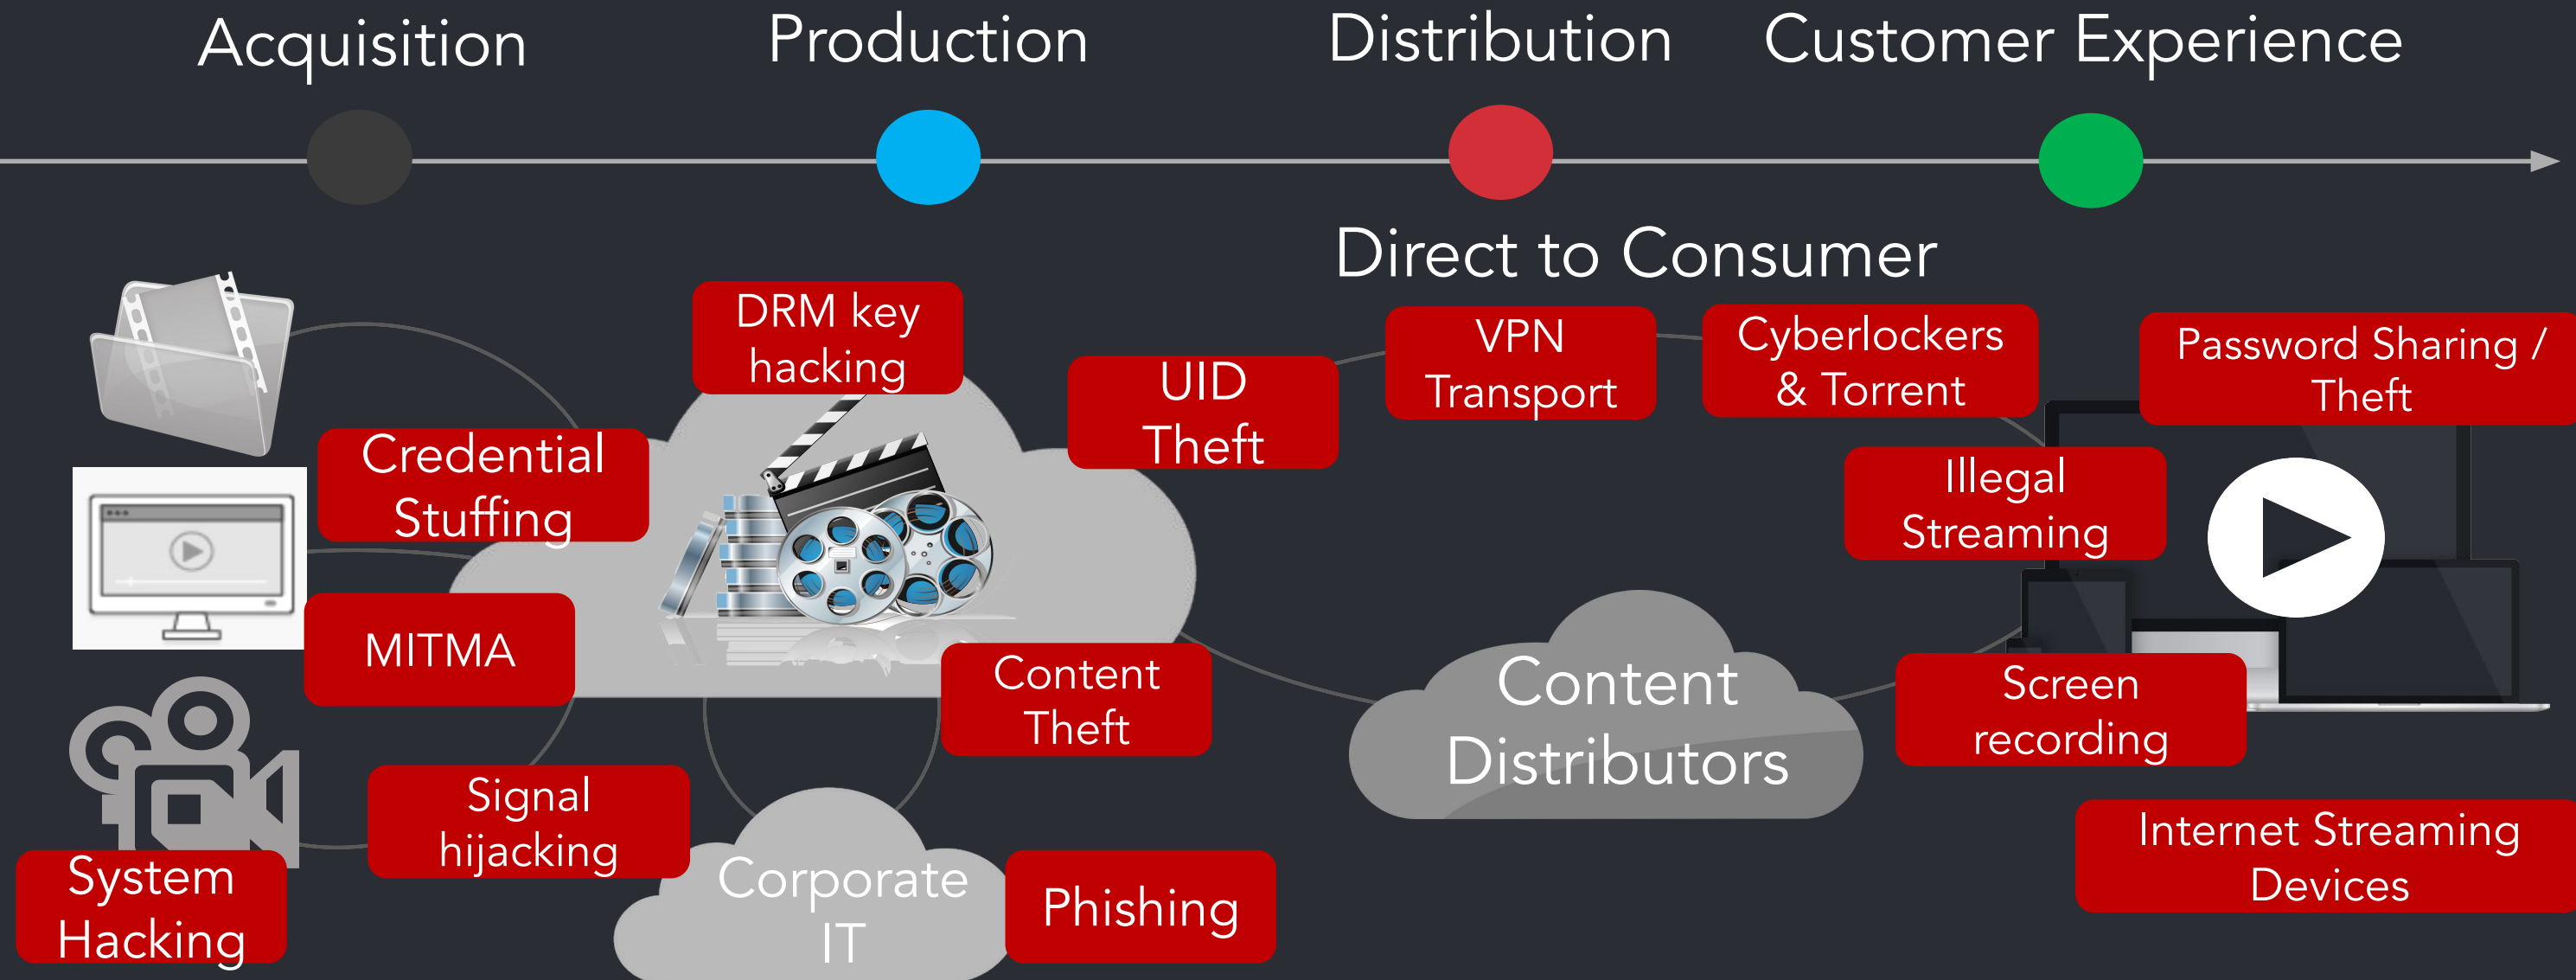 Acquisition
Production
Distribution
Customer Experience
Direct to Consumer
DRM key
hacking
UID
Theft
VPN
Transport
Cyberlockers
& Torrent
Password Sharing /
Theft
Credential
Stuffing
Illegal
Streaming
MITMA
Content
Theft
Content
Distributors
Screen
recording
Signal
hijacking
Internet Streaming
Devices
System
Hacking
Corporate
IT
Phishing